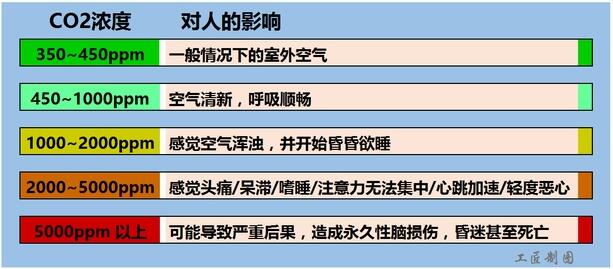 CO2浓度 对人的影响
350~450ppm 一般情况下的室外空气
450~1000ppm 空气清新，呼吸顺畅
1000~2000ppm 感觉空气浑浊，并开始昏昏欲睡
2000~5000ppm 感觉头痛/呆滞/嗜睡/注意力无法集中/心跳加速/轻度恶心
5000ppm 以上 可能导致严重后果，造成永久性脑损伤，昏迷甚至死亡
工匠制图